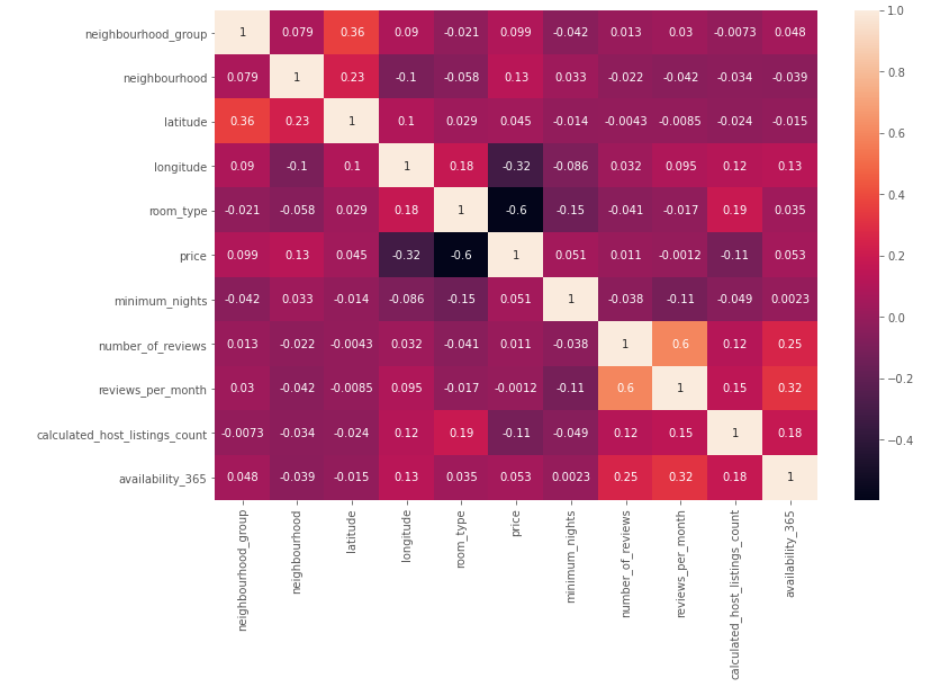 neighbourhood_group 1 0.079 0.36 0.09 -0.021 0.099 -0.042 0.013 0.03 -0.0073 0.048
neighbourhood 0.079 1 0.23 -0.1 -0.058 0.13 0.033 -0.022 -0.042 -0.034 -0.039
latitude 0.36 0.23 1 0.1 0.029 0.045 -0.014 -0.0043 -0.0085 -0.024 -0.015
longitude 0.09 -0.1 0.1 1 0.18 -0.32 -0.086 0.032 0.095 0.12 0.13
room_type -0.021 -0.058 0.029 0.18 1 -0.6 -0.15 -0.041 -0.017 0.19 0.035
price 0.099 0.13 0.045 -0.32 -0.6 1 0.051 0.011 -0.0012 -0.11 0.053
minimum_nights -0.042 0.033 -0.014 -0.086 -0.15 0.051 1 -0.038 -0.11 -0.049 0.0023
number_of_reviews 0.013 -0.022 -0.0043 0.032 -0.041 0.011 -0.038 1 0.6 0.12 0.25
reviews_per_month 0.03 -0.042 -0.0085 0.095 -0.017 -0.0012 -0.11 0.6 1 0.15 0.32
calculated_host_listings_count -0.0073 -0.034 -0.024 0.12 0.19 -0.11 -0.049 0.12 0.15 1 0.18
availability_365 0.048 -0.039 -0.015 0.13 0.035 0.053 0.0023 0.25 0.32 0.18 1
neighbourhood_group
neighbourhood
latitude
longitude
room_type
price
minimum_nights
number_of_reviews
reviews_per_month
calculated_host_listings_count
availability_365
1.0
0.8
0.6
0.4
0.2
0.0
−0.2
−0.4